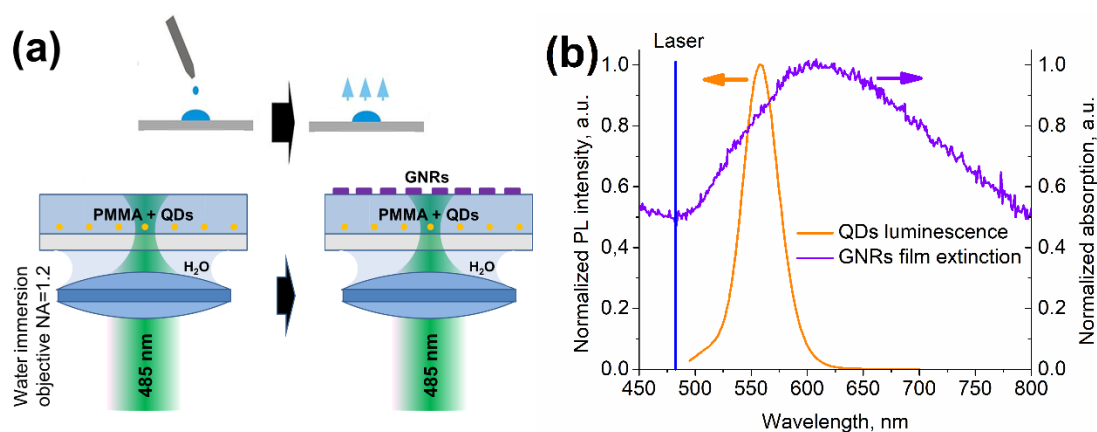 (a)
GNRs
PMMA + QDs
PMMA + QDs
H₂O
H₂O
Water immersion
objective NA=1.2
485 nm
485 nm
(b)
Laser
Normalized PL intensity, a.u.
1.0
0.8
0.6
0.4
0.2
0.0
QDs luminescence
GNRs film extinction
1.0
0.8
0.6
0.4
0.2
0.0
Normalized absorption, a.u.
450 500 550 600 650 700 750 800
Wavelength, nm